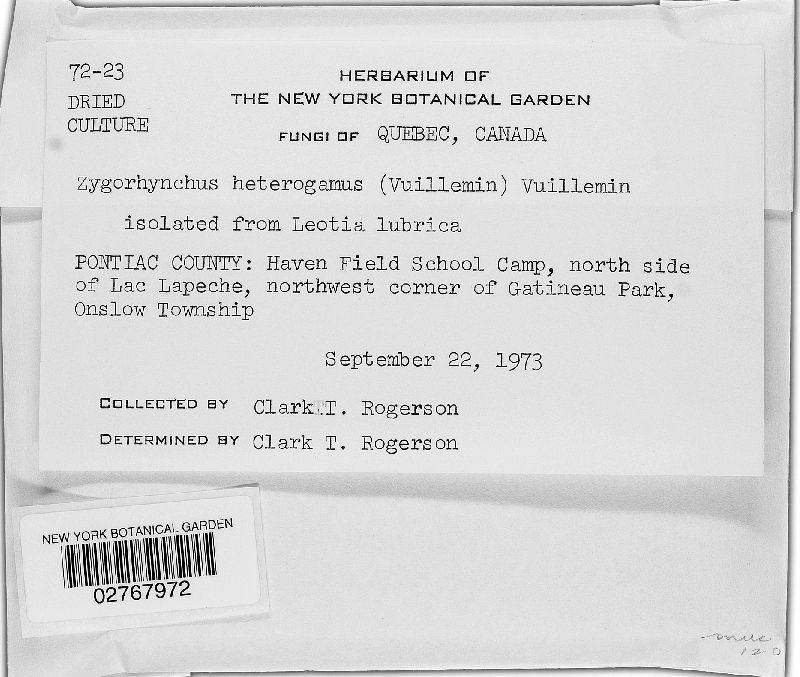 72-23
DRIED
CULTURE
HERBARIUM OF
THE NEW YORK BOTANICAL GARDEN
FUNGI OF QUEBEC, CANADA
Zygorhynchus heterogamus (Vuillemin) Vuillemin
isolated from Leotia lubrica
PONTIAC COUNTY: Haven Field School Camp, north side
of Lac Lapeche, northwest corner of Gatineau Park,
Onslow Township
September 22, 1973
COLLECTED BY Clark T. Rogerson
DETERMINED BY Clark T. Rogerson
NEW YORK BOTANICAL GARDEN
02767972